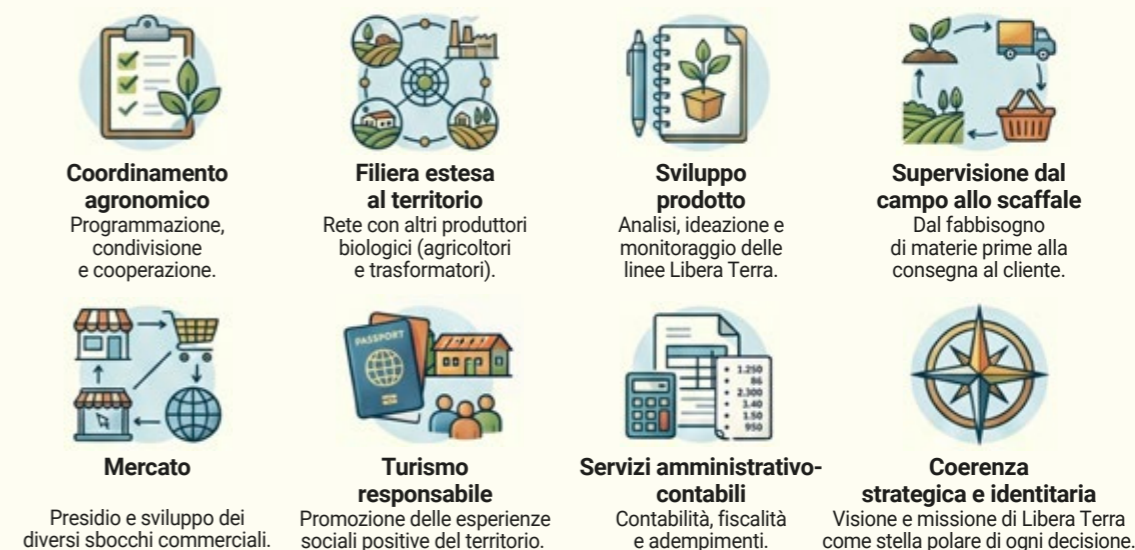 Coordinamento
agronomico
Programmazione,
condivisione
e cooperazione.
Filiera estesa
al territorio
Rete con altri produttori
biologici (agricoltori
e trasformatori).
Sviluppo
prodotto
Analisi, ideazione e
monitoraggio delle
linee Libera Terra.
Supervisione dal
campo allo scaffale
Dal fabbisogno
di materie prime alla
consegna al cliente.
Mercato
Presidio e sviluppo dei
diversi sbocchi commerciali.
PASSPORT
Turismo
responsabile
Promozione delle esperienze
sociali positive del territorio.
1.250
86
2.300
3.40
1.50
950
Servizi amministrativo-
contabili
Contabilità, fiscalità
e adempimenti.
Coerenza
strategica e identitaria
Visione e missione di Libera Terra
come stella polare di ogni decisione.